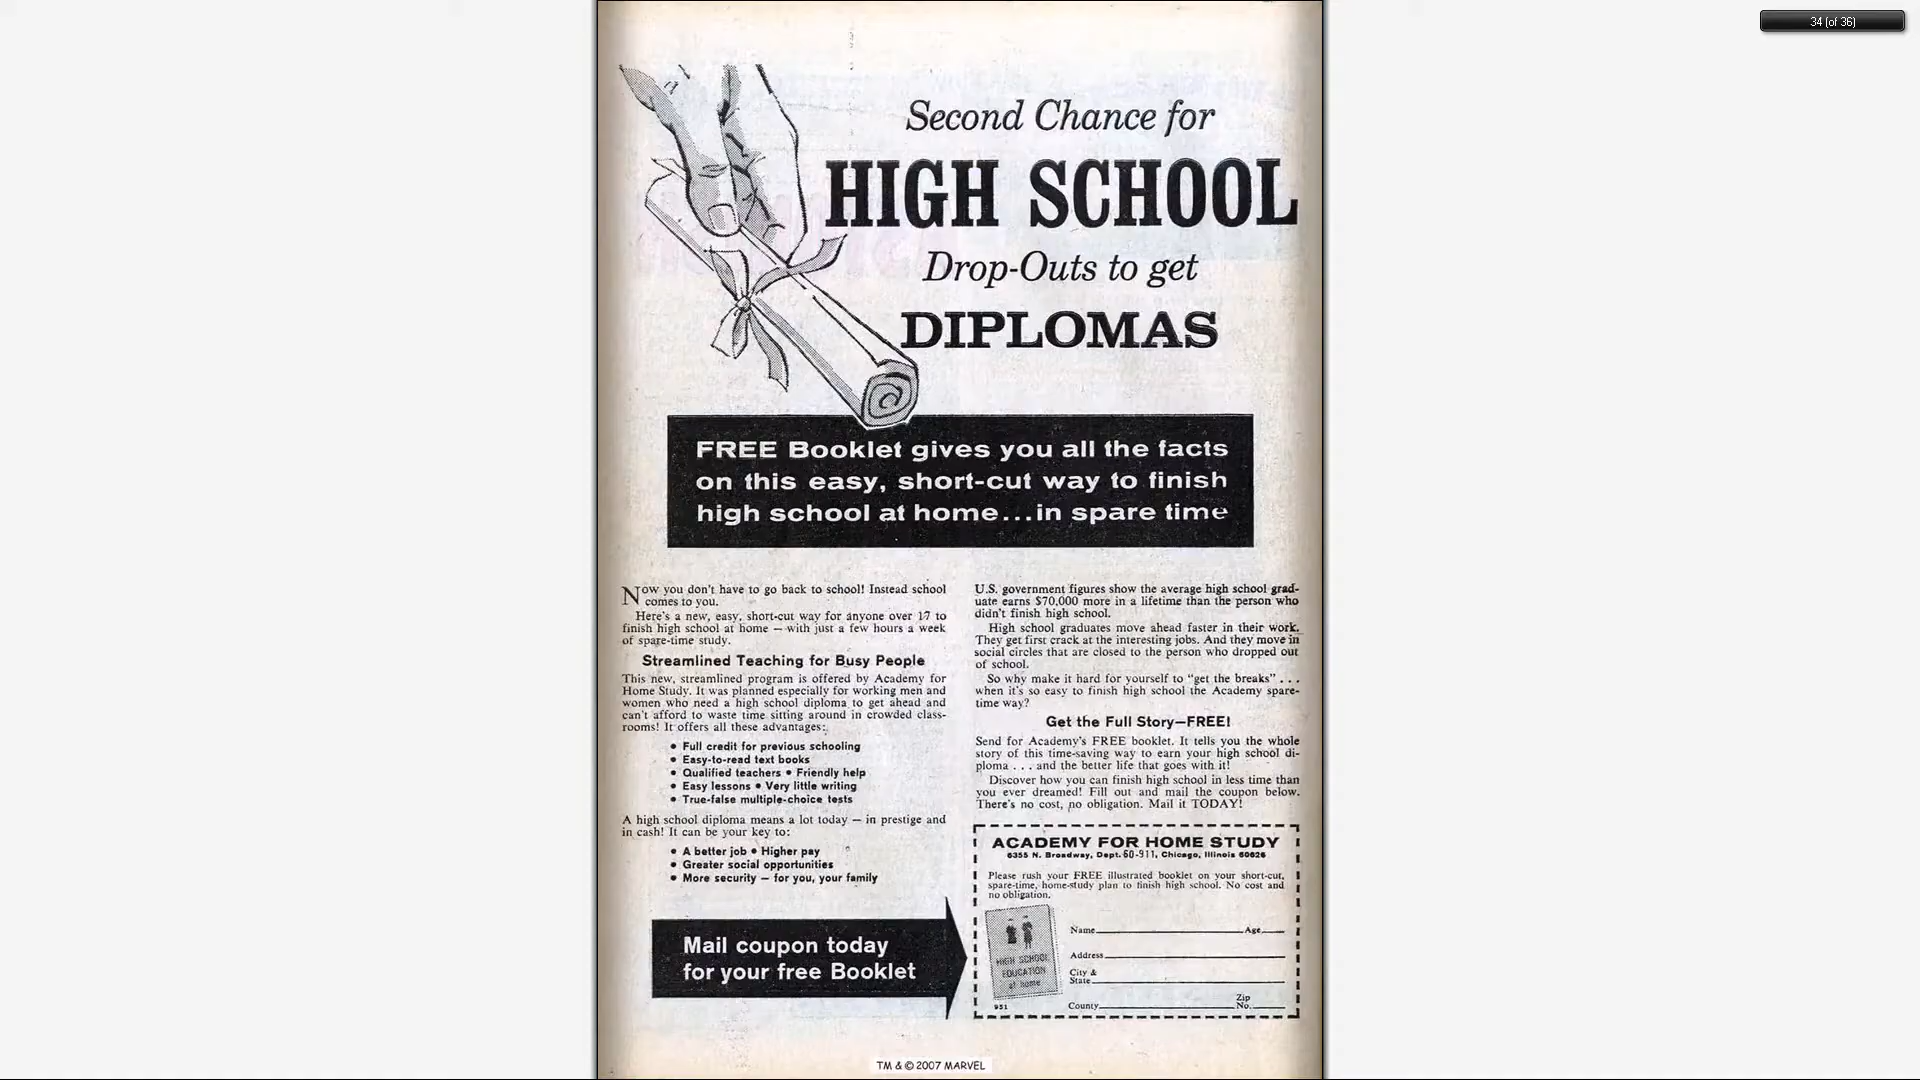 34 (of 36)
Second Chance for
HIGH SCHOOL
Drop-Outs to get
DIPLOMAS
FREE Booklet gives you all the facts
on this easy, short-cut way to finish
high school at home...in spare time
Now you don't have to go back to school! Instead school
comes to you.
Here's a new, easy, short-cut way for anyone over 17 to
finish high school at home — with just a few hours a week
of spare-time study.
Streamlined Teaching for Busy People
This new, streamlined program is offered by Academy for
Home Study. It was planned especially for working men and
women who need a high school diploma to get ahead and
can't afford to waste time sitting around in crowded class-
rooms! It offers all these advantages:
• Full credit for previous schooling
• Easy-to-read text books
• Qualified teachers • Friendly help
• Easy lessons • Very little writing
• True-false multiple-choice tests
A high school diploma means a lot today — in prestige and
in cash! It can be your key to:
• A better job • Higher pay
• Greater social opportunities
• More security — for you, your family
Mail coupon today
for your free Booklet
U.S. government figures show the average high school grad-
uate earns $70,000 more in a lifetime than the person who
didn't finish high school.
High school graduates move ahead faster in their work.
They get first crack at the interesting jobs. And they move in
social circles that are closed to the person who dropped out
of school.
So why make it hard for yourself to "get the breaks" . . .
when it's so easy to finish high school the Academy spare-
time way?
Get the Full Story—FREE!
Send for Academy's FREE booklet. It tells you the whole
story of this time-saving way to earn your high school di-
ploma . . . and the better life that goes with it!
Discover how you can finish high school in less time than
you ever dreamed! Fill out and mail the coupon below.
There's no cost, no obligation. Mail it TODAY!
ACADEMY FOR HOME STUDY
6355 N. Broadway, Dept. 60-911, Chicago, Illinois 60626
Please rush your FREE illustrated booklet on your short-cut,
spare-time, home-study plan to finish high school. No cost and
no obligation.
HIGH SCHOOL
EDUCATION
at home
931
Name Age
Address
City &
State
County Zip
No.
TM & © 2007 MARVEL